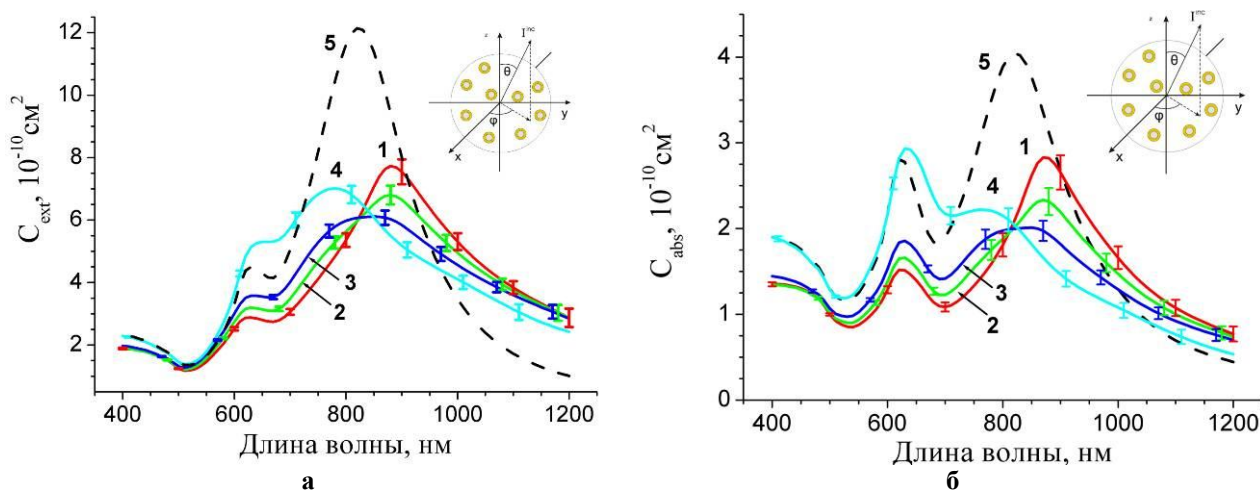 12
10
8
6
4
2
C_ext, 10^-10 см^2
5
4
1
3
2
z
I^inc
θ
φ
x
y
400 600 800 1000 1200
Длина волны, нм
а
4
3
2
1
0
C_abs, 10^-10 см^2
5
4
1
3
2
z
I^inc
θ
φ
x
y
400 600 800 1000 1200
Длина волны, нм
б